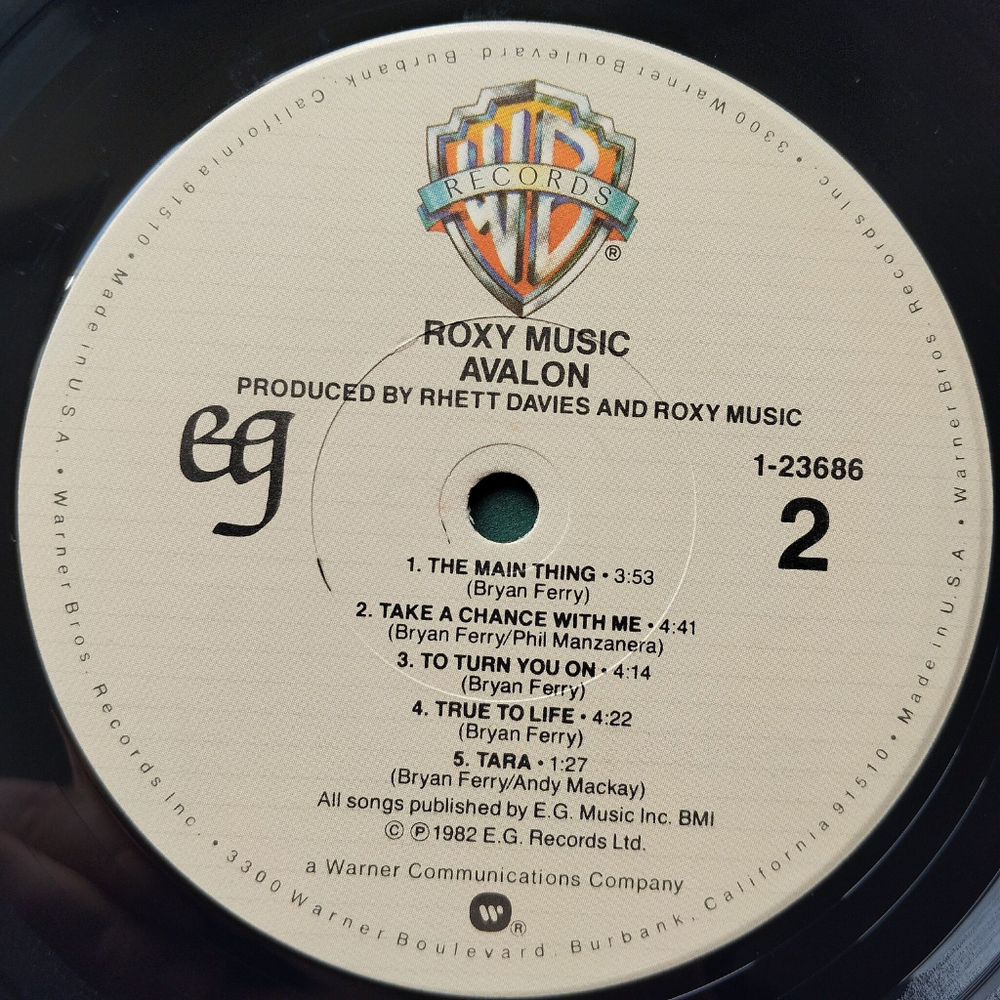 WB
RECORDS
®
ROXY MUSIC
AVALON
PRODUCED BY RHETT DAVIES AND ROXY MUSIC
eg
1-23686
2
1. THE MAIN THING • 3:53
(Bryan Ferry)
2. TAKE A CHANCE WITH ME • 4:41
(Bryan Ferry/Phil Manzanera)
3. TO TURN YOU ON • 4:14
(Bryan Ferry)
4. TRUE TO LIFE • 4:22
(Bryan Ferry)
5. TARA • 1:27
(Bryan Ferry/Andy Mackay)
All songs published by E.G. Music Inc. BMI
© ℗ 1982 E.G. Records Ltd.
a Warner Communications Company
W ®
Warner Bros. Records Inc. • 3300 Warner Boulevard, Burbank, California 91510 • Made in U.S.A. • Warner Bros. Records Inc. • 3300 Warner Boulevard, Burbank, California 91510 • Made in U.S.A. •